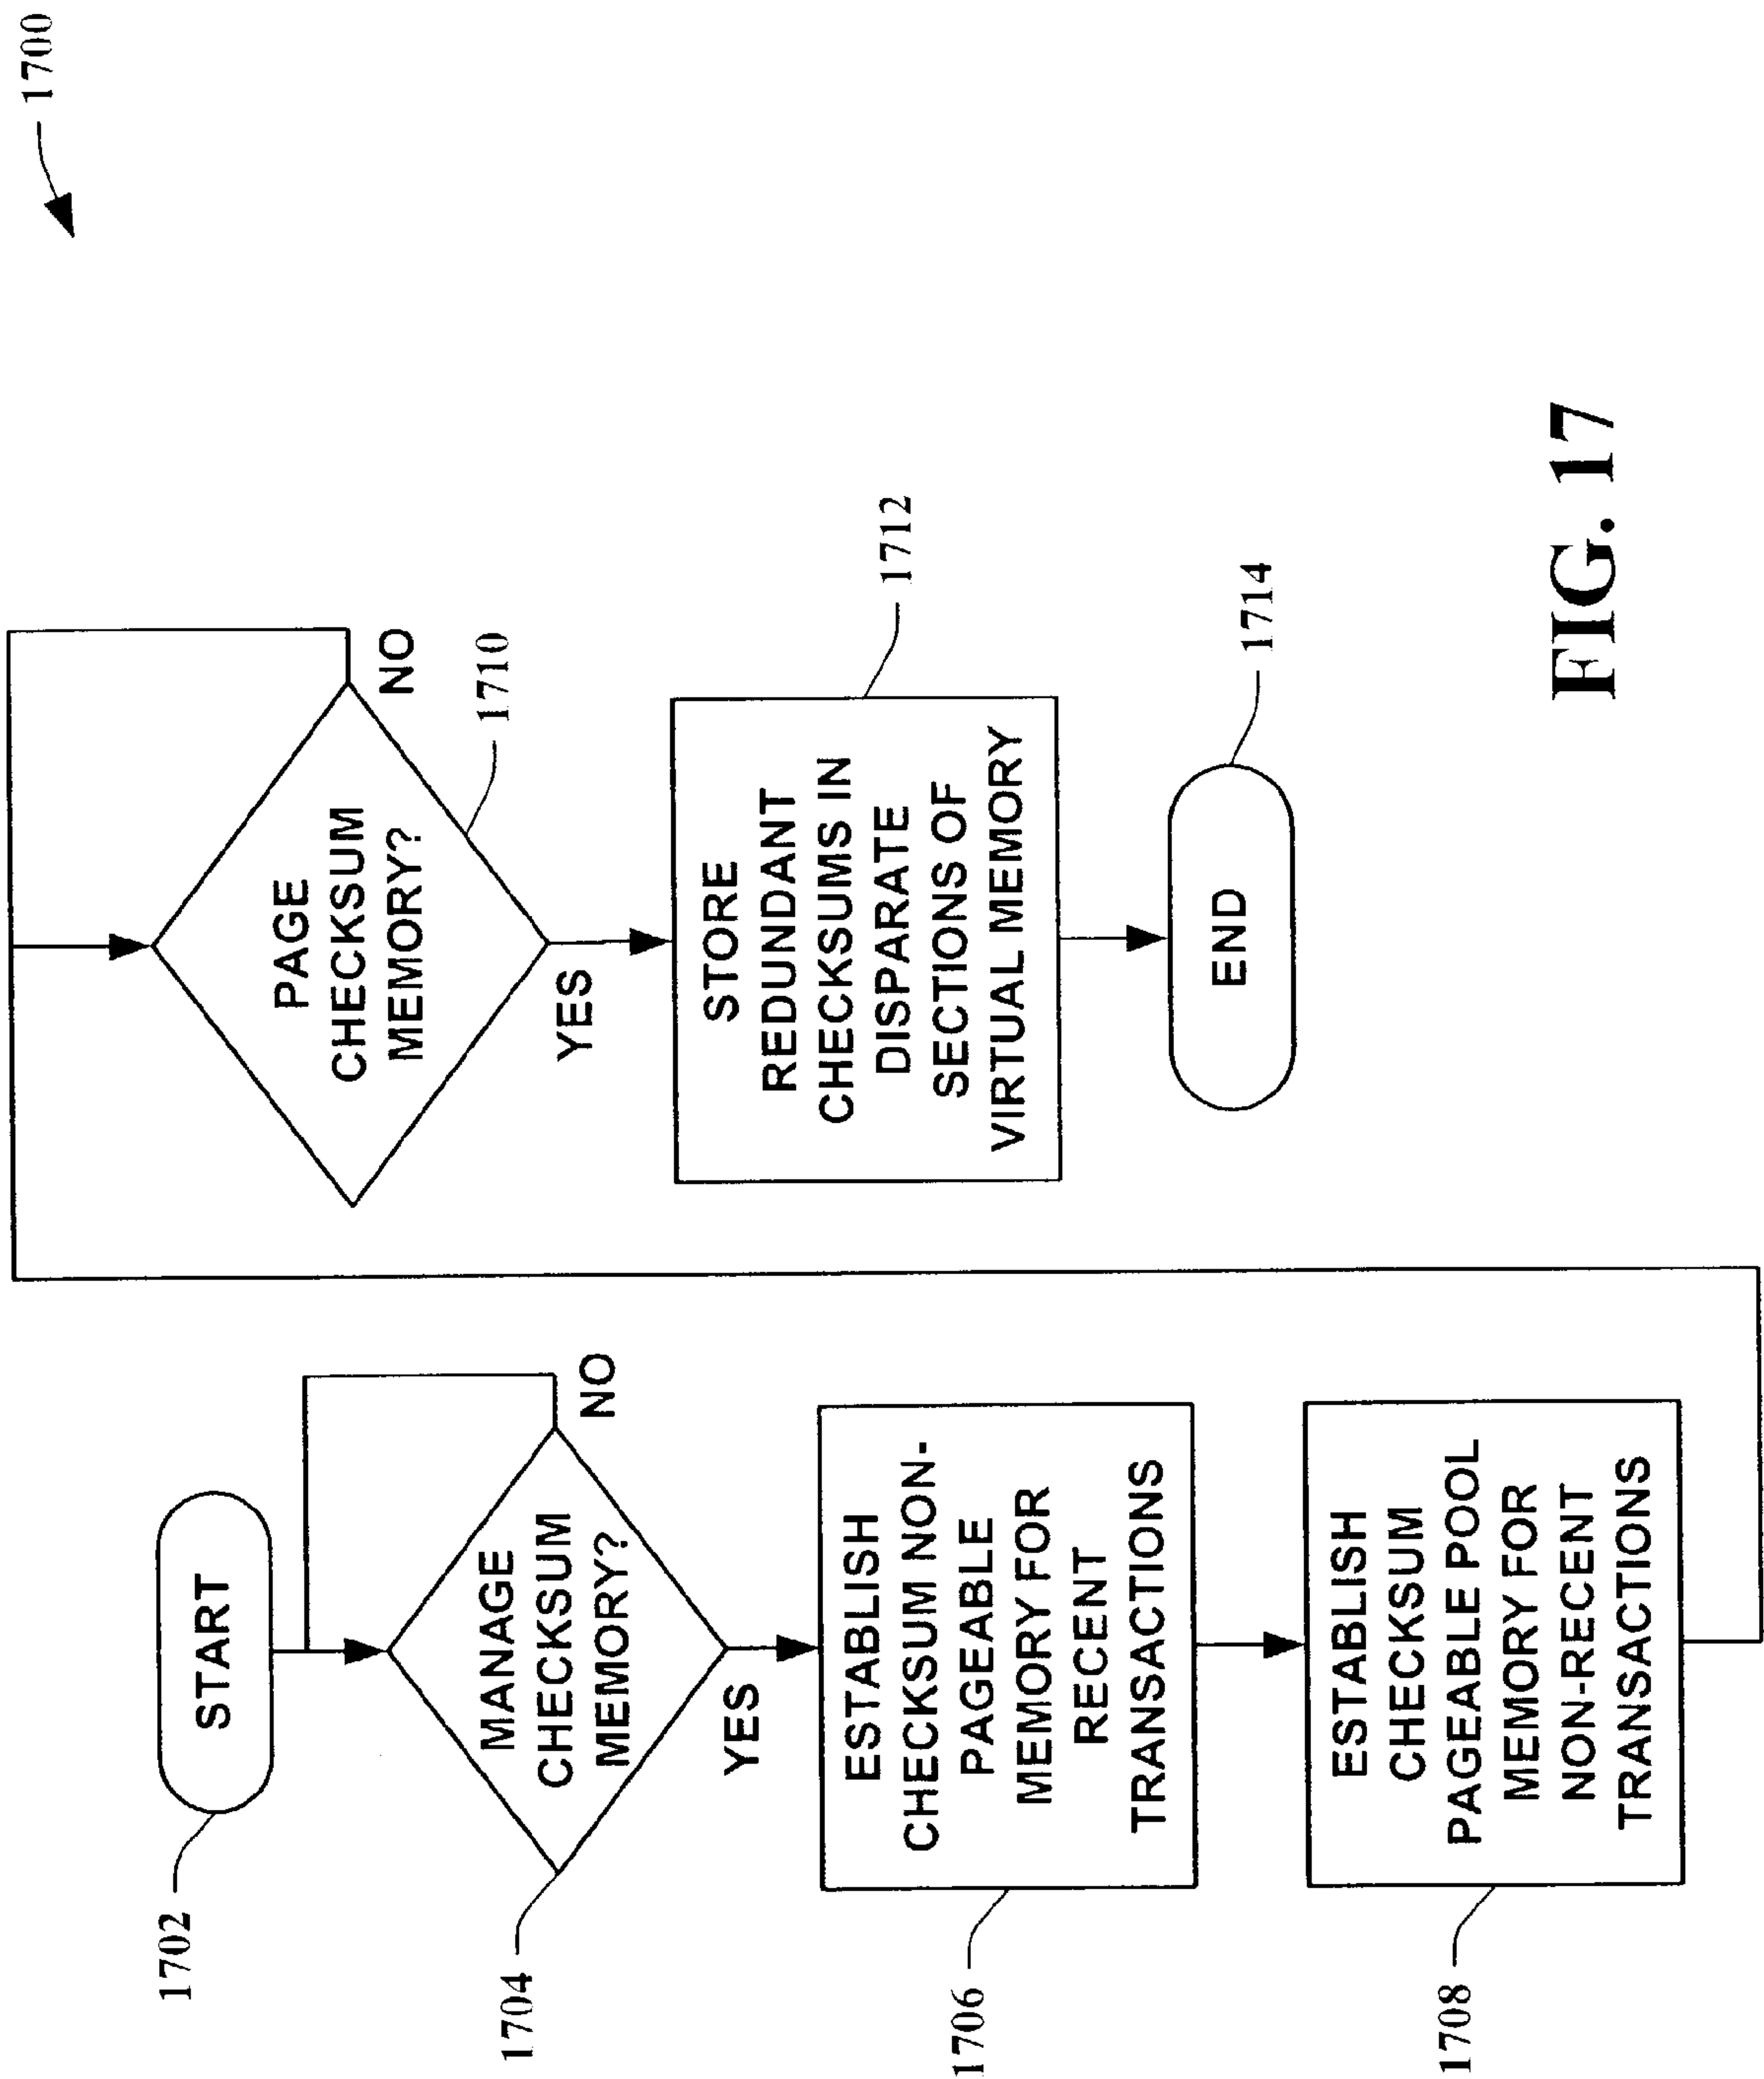 1700
START
1702
MANAGE
CHECKSUM
MEMORY?
NO
YES
1704
ESTABLISH
CHECKSUM NON-
PAGEABLE
MEMORY FOR
RECENT
TRANSACTIONS
1706
ESTABLISH
CHECKSUM
PAGEABLE POOL
MEMORY FOR
NON-RECENT
TRANSACTIONS
1708
PAGE
CHECKSUM
MEMORY?
NO
1710
YES
STORE
REDUNDANT
CHECKSUMS IN
DISPARATE
SECTIONS OF
VIRTUAL MEMORY
1712
END
1714
FIG. 17